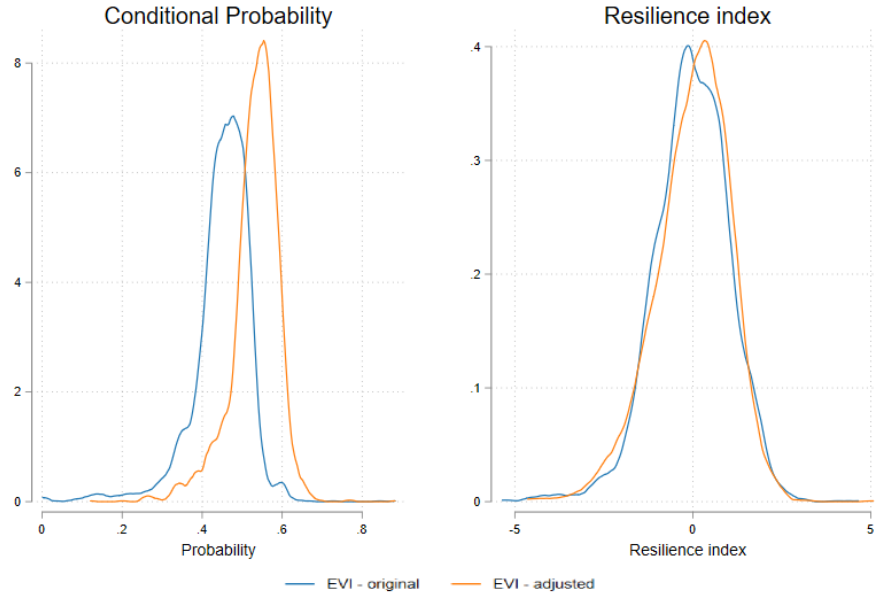 Conditional Probability
8
6
4
2
0
0 .2 .4 .6 .8
Probability
Resilience index
.4
.3
.2
.1
0
-5 0 5
Resilience index
EVI - original EVI - adjusted